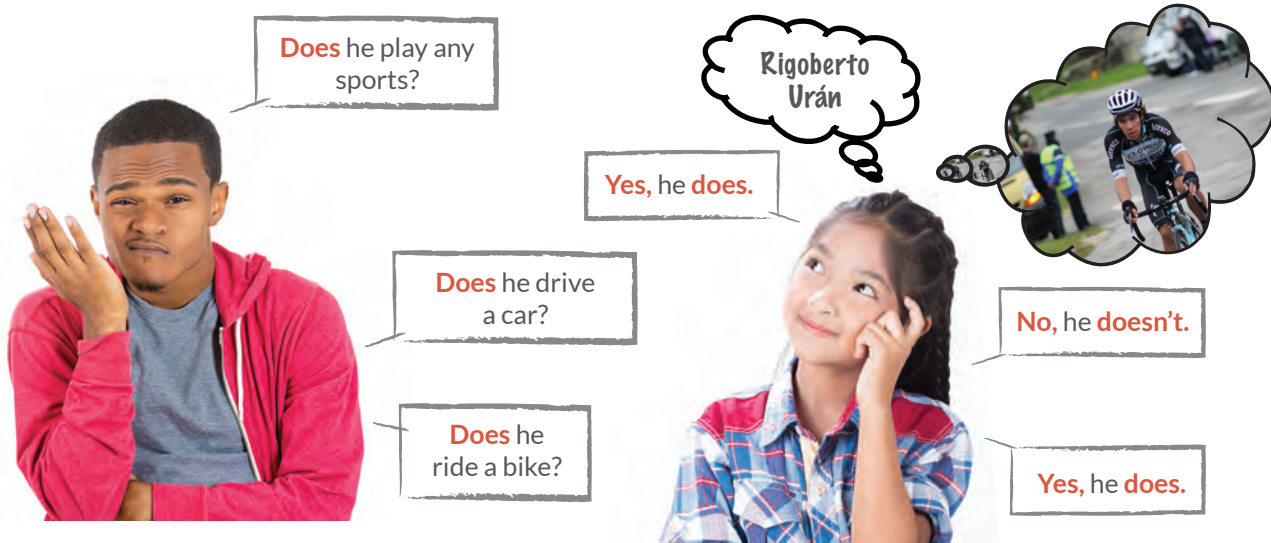 Does he play any
sports?
Rigoberto
Urán
Yes, he does.
Does he drive
a car?
No, he doesn't.
Does he
ride a bike?
Yes, he does.